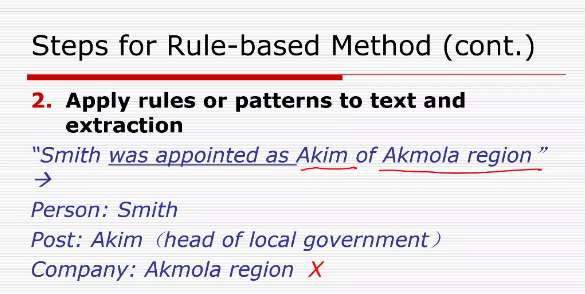 Steps for Rule-based Method (cont.)
2. Apply rules or patterns to text and
extraction
“Smith was appointed as Akim of Akmola region”
→
Person: Smith
Post: Akim（head of local government）
Company: Akmola region X